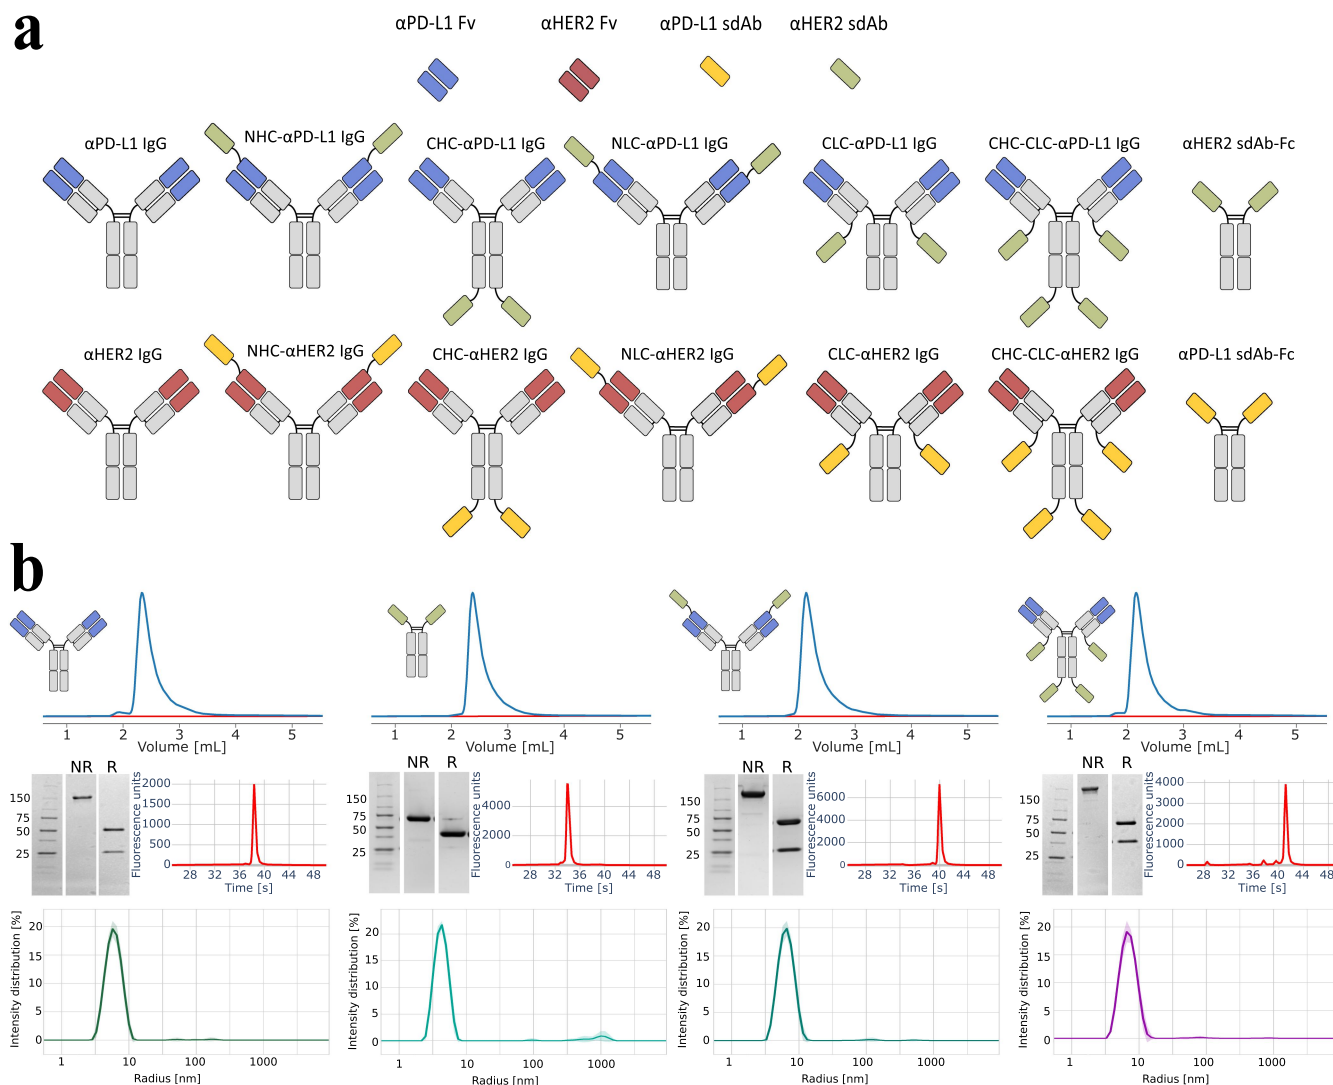 a
αPD-L1 Fv αHER2 Fv αPD-L1 sdAb αHER2 sdAb
αPD-L1 IgG NHC-αPD-L1 IgG CHC-αPD-L1 IgG NLC-αPD-L1 IgG CLC-αPD-L1 IgG CHC-CLC-αPD-L1 IgG αHER2 sdAb-Fc
αHER2 IgG NHC-αHER2 IgG CHC-αHER2 IgG NLC-αHER2 IgG CLC-αHER2 IgG CHC-CLC-αHER2 IgG αPD-L1 sdAb-Fc
b
1 2 3 4 5
Volume [mL]
1 2 3 4 5
Volume [mL]
1 2 3 4 5
Volume [mL]
1 2 3 4 5
Volume [mL]
NR R
150
75
50
25
Fluorescence units
2000
1500
1000
500
0
28 32 36 40 44 48
Time [s]
NR R
150
75
50
25
Fluorescence units
4000
2000
0
28 32 36 40 44 48
Time [s]
NR R
150
75
50
25
Fluorescence units
6000
4000
2000
0
28 32 36 40 44 48
Time [s]
NR R
150
75
50
25
Fluorescence units
4000
3000
2000
1000
0
28 32 36 40 44 48
Time [s]
Intensity distribution [%]
20
15
10
5
0
1 10 100 1000
Radius [nm]
Intensity distribution [%]
20
15
10
5
0
1 10 100 1000
Radius [nm]
Intensity distribution [%]
20
15
10
5
0
1 10 100 1000
Radius [nm]
Intensity distribution [%]
20
15
10
5
0
1 10 100 1000
Radius [nm]